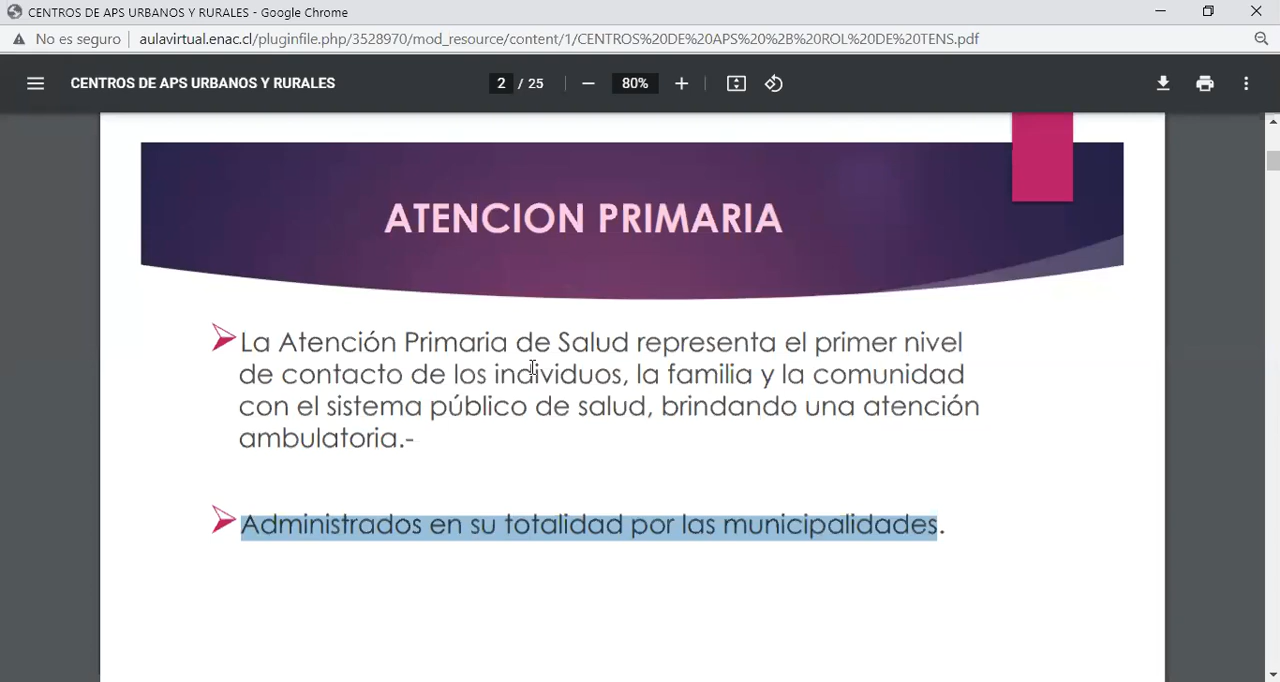 CENTROS DE APS URBANOS Y RURALES - Google Chrome
No es seguro aulavirtual.enac.cl/pluginfile.php/3528970/mod_resource/content/1/CENTROS%20DE%20APS%20%2B%20ROL%20DE%20TENS.pdf
CENTROS DE APS URBANOS Y RURALES 2 / 25 80%
ATENCION PRIMARIA
La Atención Primaria de Salud representa el primer nivel
de contacto de los individuos, la familia y la comunidad
con el sistema público de salud, brindando una atención
ambulatoria.-
Administrados en su totalidad por las municipalidades.